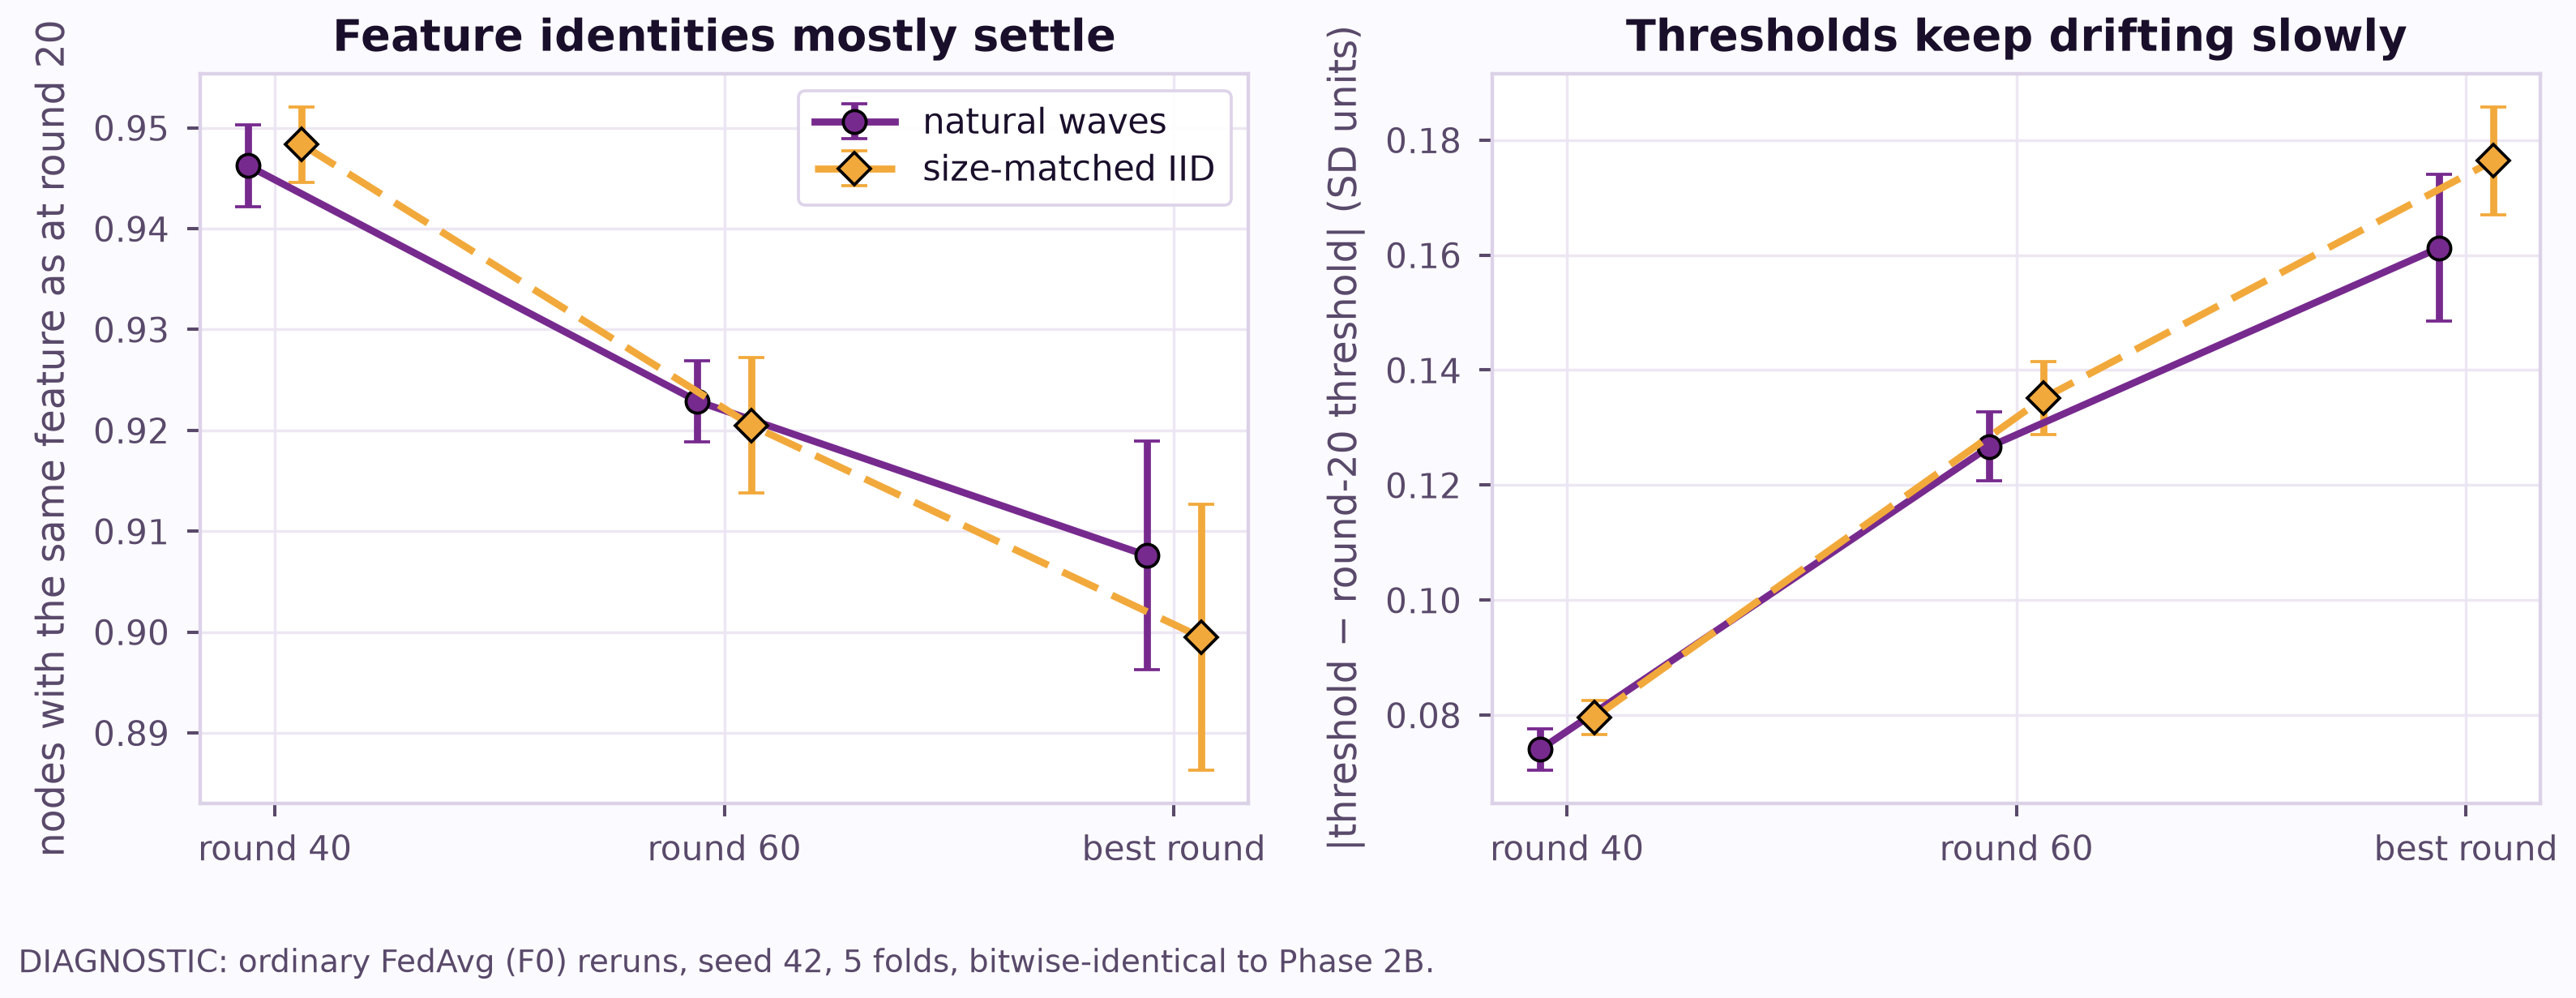 Feature identities mostly settle
nodes with the same feature as at round 20
0.95
0.94
0.93
0.92
0.91
0.90
0.89
natural waves
size-matched IID
round 40
round 60
best round
Thresholds keep drifting slowly
|threshold − round-20 threshold| (SD units)
0.18
0.16
0.14
0.12
0.10
0.08
round 40
round 60
best round
DIAGNOSTIC: ordinary FedAvg (F0) reruns, seed 42, 5 folds, bitwise-identical to Phase 2B.